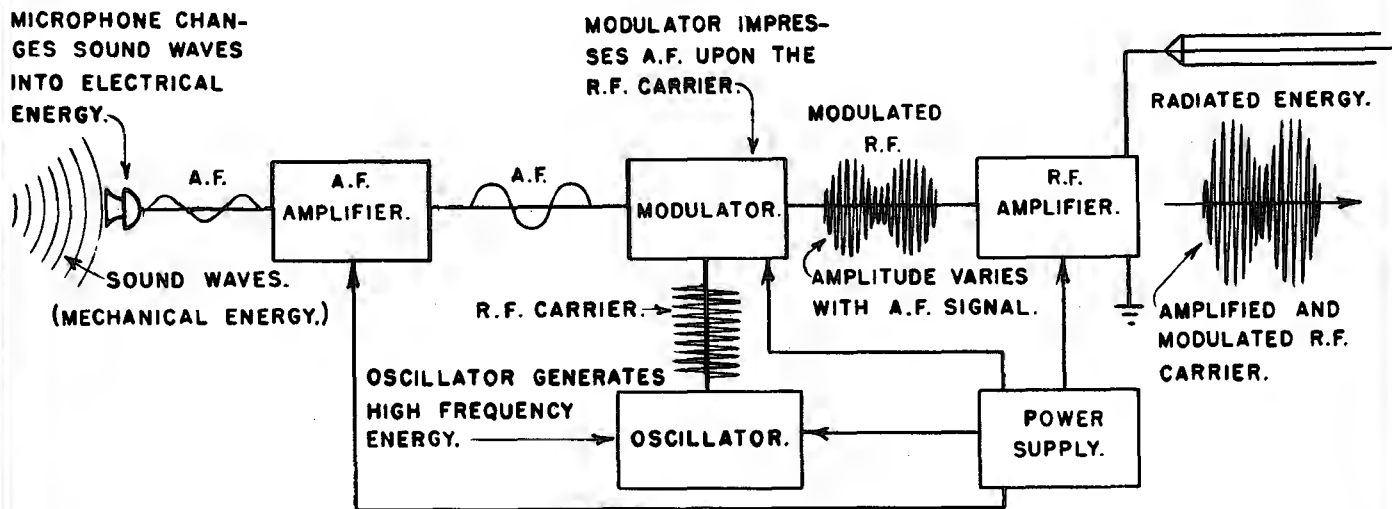 MICROPHONE CHAN-
GES SOUND WAVES
INTO ELECTRICAL
ENERGY.
A.F.
SOUND WAVES.
(MECHANICAL ENERGY.)
A.F.
AMPLIFIER.
A.F.
MODULATOR IMPRES-
SES A.F. UPON THE
R.F. CARRIER.
MODULATOR.
R.F. CARRIER.
OSCILLATOR GENERATES
HIGH FREQUENCY
ENERGY.
OSCILLATOR.
MODULATED
R.F.
AMPLITUDE VARIES
WITH A.F. SIGNAL.
R.F.
AMPLIFIER.
POWER
SUPPLY.
RADIATED ENERGY.
AMPLIFIED AND
MODULATED R.F.
CARRIER.